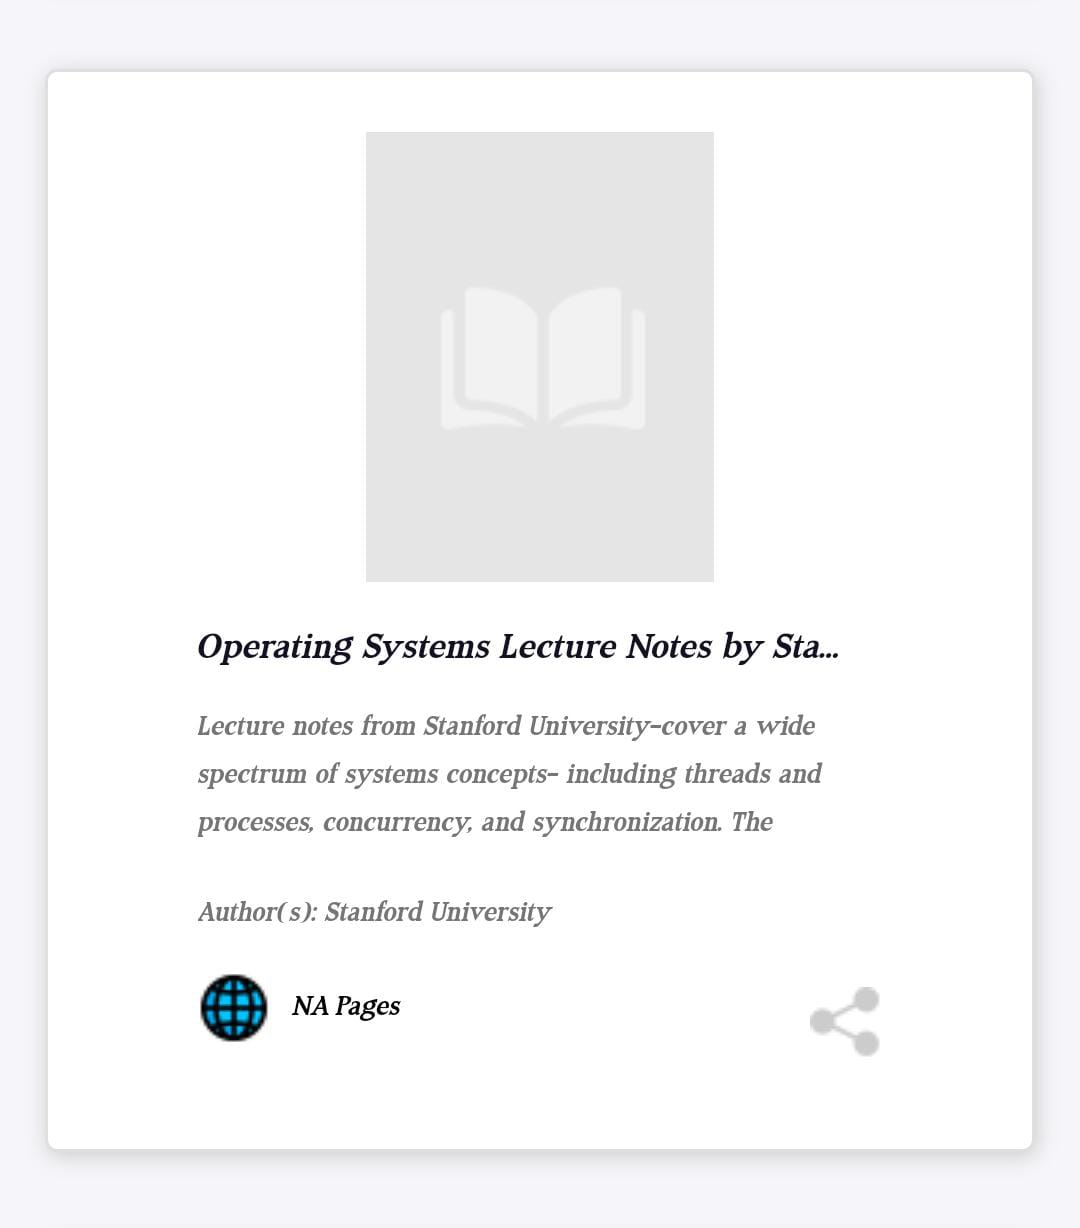 Operating Systems Lecture Notes by Sta...
Lecture notes from Stanford University-cover a wide
spectrum of systems concepts- including threads and
processes, concurrency, and synchronization. The
Author(s): Stanford University
NA Pages